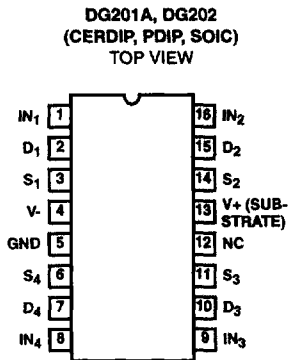 DG201A, DG202
(CERDIP, PDIP, SOIC)
TOP VIEW
IN1 1 16 IN2
D1 2 15 D2
S1 3 14 S2
V- 4 13 V+ (SUB-
STRATE)
GND 5 12 NC
S4 6 11 S3
D4 7 10 D3
IN4 8 9 IN3